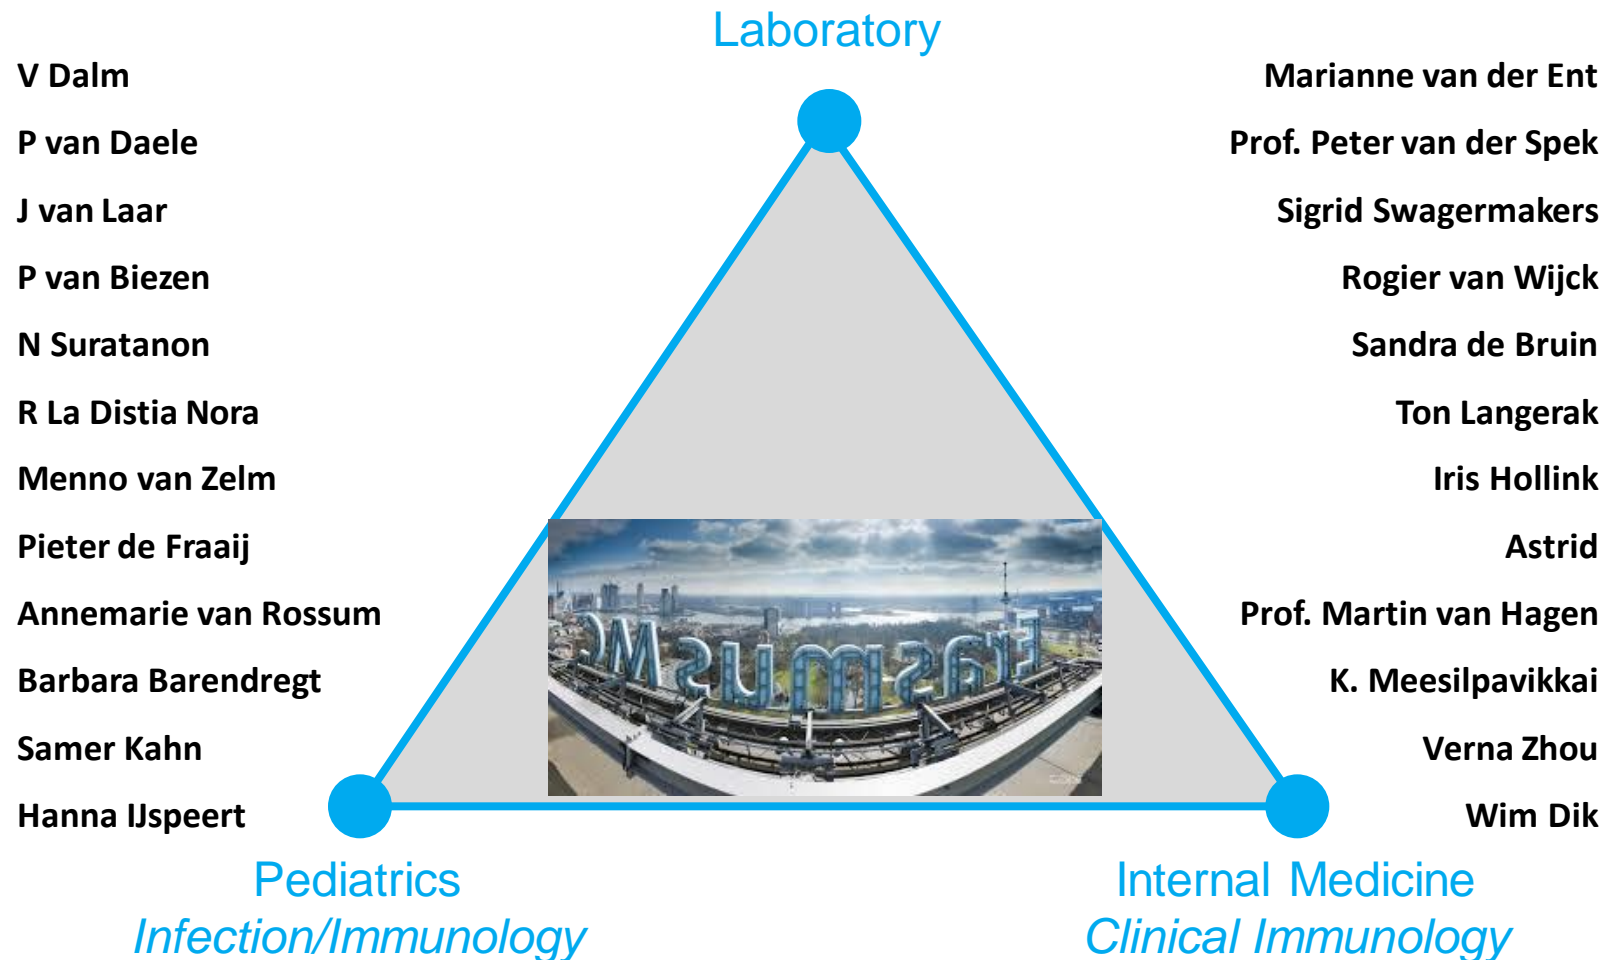 Laboratory
V Dalm
P van Daele
J van Laar
P van Biezen
N Suratanon
R La Distia Nora
Menno van Zelm
Pieter de Fraaij
Annemarie van Rossum
Barbara Barendregt
Samer Kahn
Hanna IJspeert
Marianne van der Ent
Prof. Peter van der Spek
Sigrid Swagermakers
Rogier van Wijck
Sandra de Bruin
Ton Langerak
Iris Hollink
Astrid
Prof. Martin van Hagen
K. Meesilpavikkai
Verna Zhou
Wim Dik
Erasmus MC
Pediatrics
Infection/Immunology
Internal Medicine
Clinical Immunology